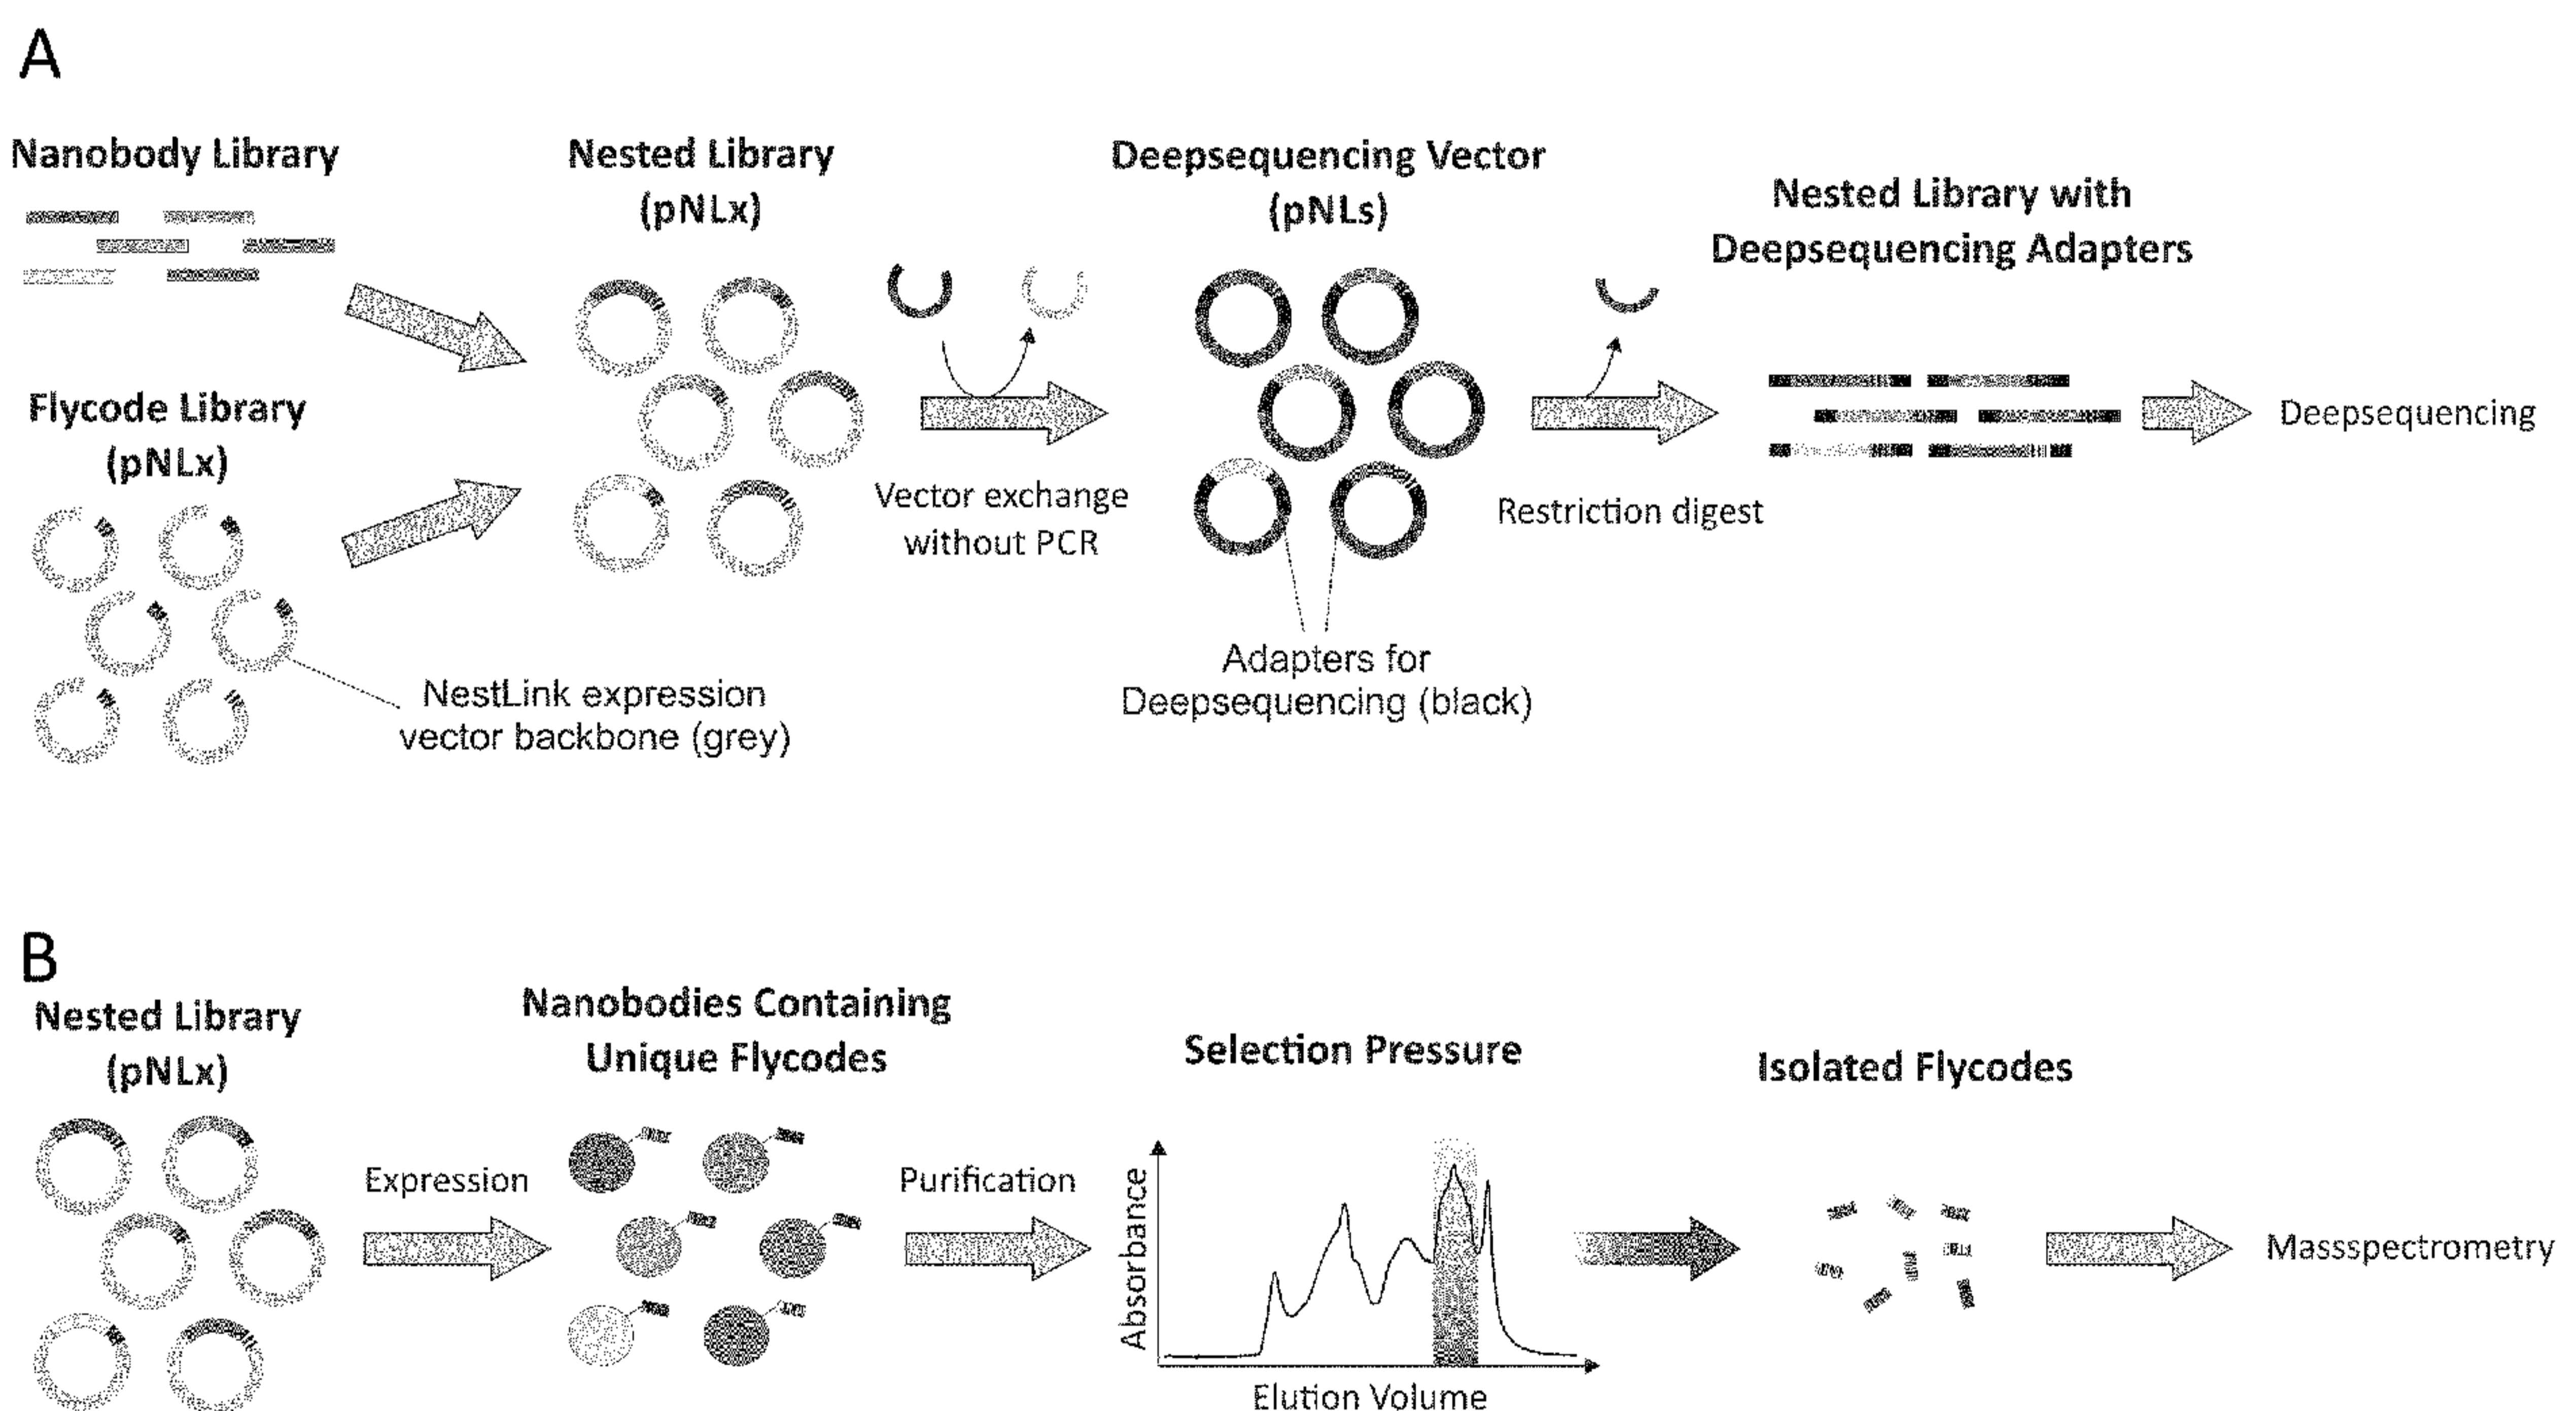 A
Nanobody Library
Flycode Library
(pNLx)
NestLink expression
vector backbone (grey)
Nested Library
(pNLx)
Vector exchange
without PCR
Deepsequencing Vector
(pNLs)
Adapters for
Deepsequencing (black)
Restriction digest
Nested Library with
Deepsequencing Adapters
Deepsequencing
B
Nested Library
(pNLx)
Expression
Nanobodies Containing
Unique Flycodes
Purification
Selection Pressure
Absorbance
Elution Volume
Isolated Flycodes
Massspectrometry